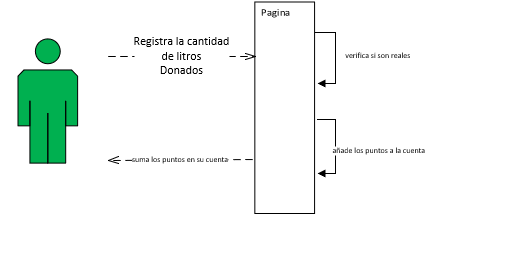 Pagina
Registra la cantidad
de litros
Donados
verifica si son reales
añade los puntos a la cuenta
suma los puntos en su cuenta